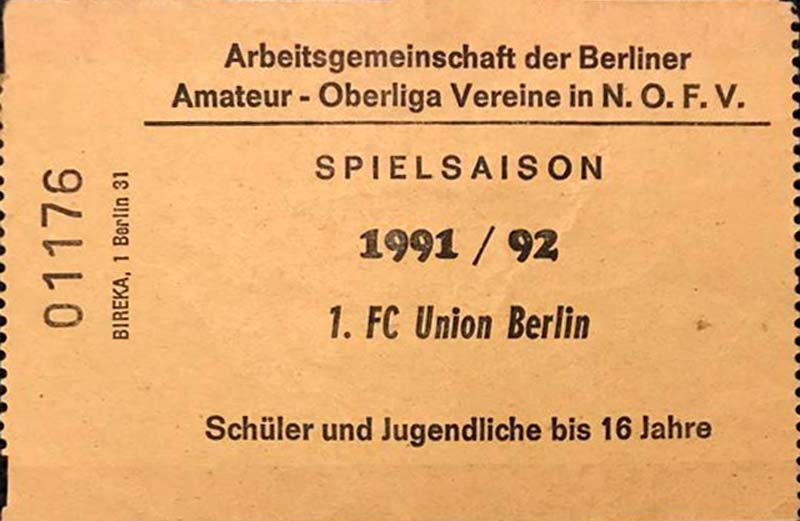 Arbeitsgemeinschaft der Berliner
Amateur - Oberliga Vereine in N. O. F. V.
SPIELSAISON
1991 / 92
1. FC Union Berlin
Schüler und Jugendliche bis 16 Jahre
01176
BIREKA, 1 Berlin 31